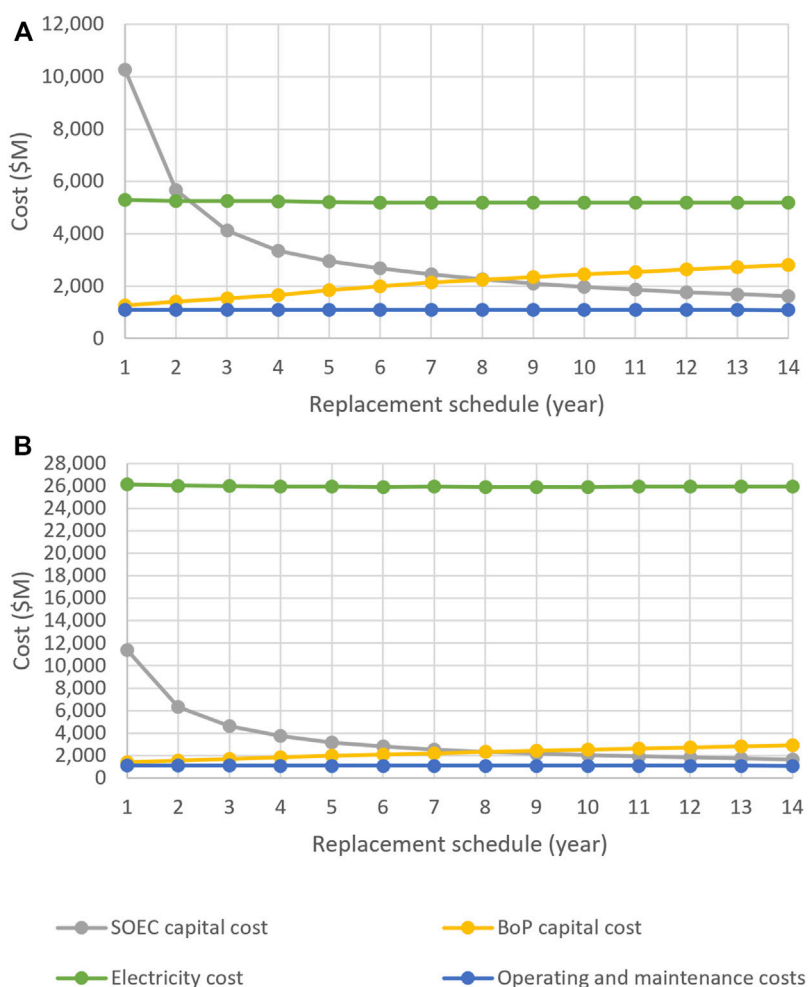 A
12,000
10,000
8,000
6,000
4,000
2,000
0
Cost ($M)
1 2 3 4 5 6 7 8 9 10 11 12 13 14
Replacement schedule (year)
B
28,000
26,000
24,000
22,000
20,000
18,000
16,000
14,000
12,000
10,000
8,000
6,000
4,000
2,000
0
Cost ($M)
1 2 3 4 5 6 7 8 9 10 11 12 13 14
Replacement schedule (year)
SOEC capital cost
BoP capital cost
Electricity cost
Operating and maintenance costs